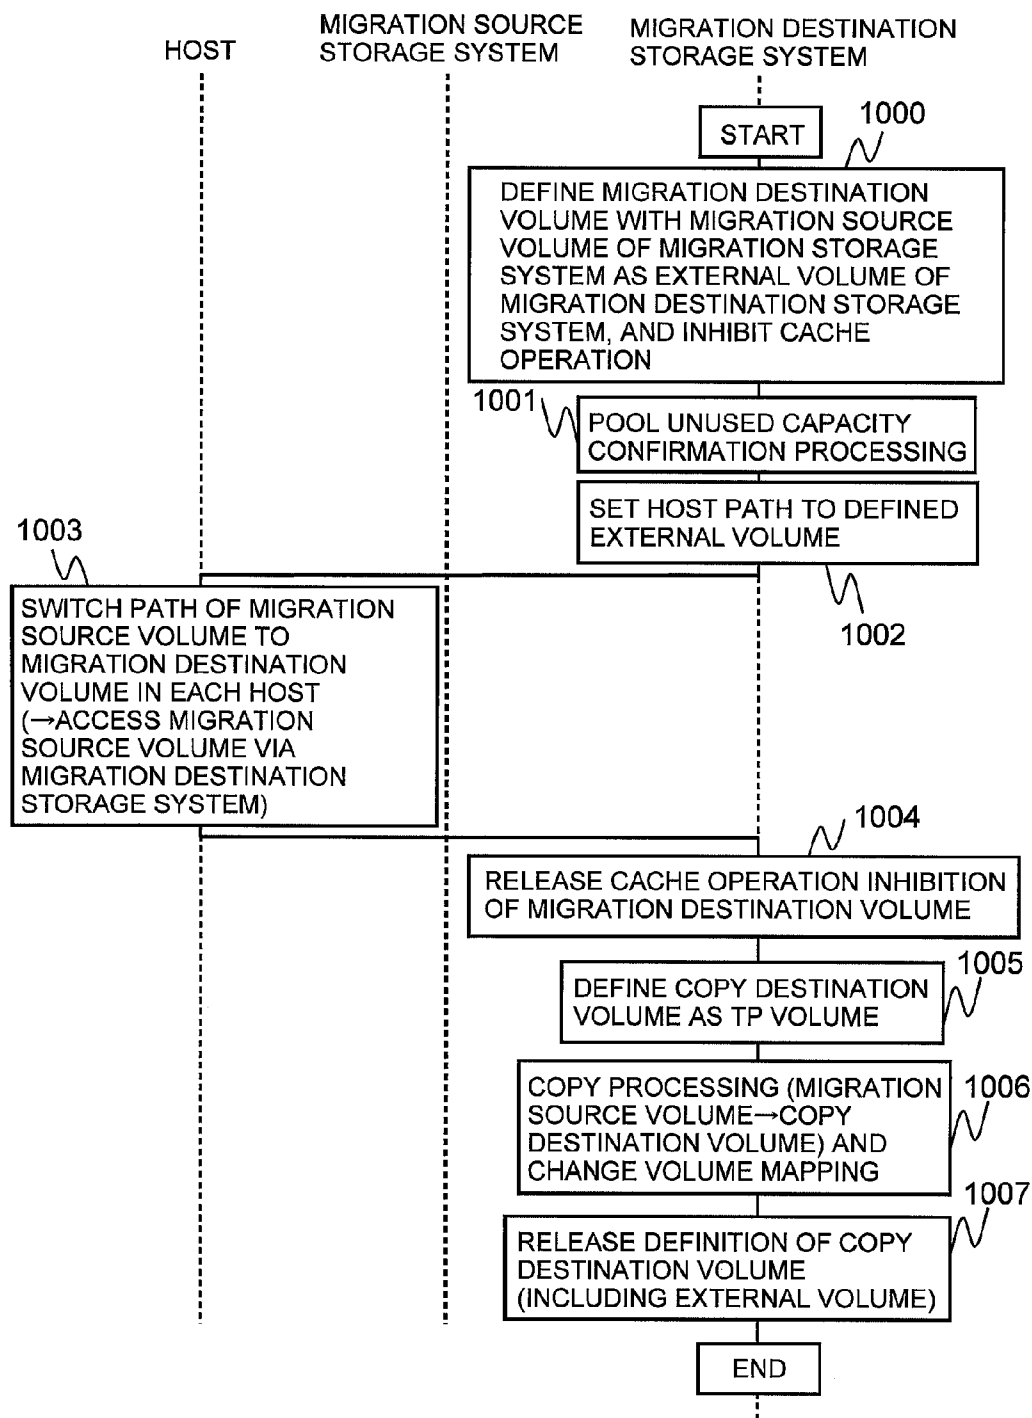 HOST
MIGRATION SOURCE
STORAGE SYSTEM
MIGRATION DESTINATION
STORAGE SYSTEM
START
1000
DEFINE MIGRATION DESTINATION
VOLUME WITH MIGRATION SOURCE
VOLUME OF MIGRATION STORAGE
SYSTEM AS EXTERNAL VOLUME OF
MIGRATION DESTINATION STORAGE
SYSTEM, AND INHIBIT CACHE
OPERATION
1001
POOL UNUSED CAPACITY
CONFIRMATION PROCESSING
SET HOST PATH TO DEFINED
EXTERNAL VOLUME
1002
1003
SWITCH PATH OF MIGRATION
SOURCE VOLUME TO
MIGRATION DESTINATION
VOLUME IN EACH HOST
(→ACCESS MIGRATION
SOURCE VOLUME VIA
MIGRATION DESTINATION
STORAGE SYSTEM)
1004
RELEASE CACHE OPERATION INHIBITION
OF MIGRATION DESTINATION VOLUME
1005
DEFINE COPY DESTINATION
VOLUME AS TP VOLUME
1006
COPY PROCESSING (MIGRATION
SOURCE VOLUME→COPY
DESTINATION VOLUME) AND
CHANGE VOLUME MAPPING
1007
RELEASE DEFINITION OF COPY
DESTINATION VOLUME
(INCLUDING EXTERNAL VOLUME)
END